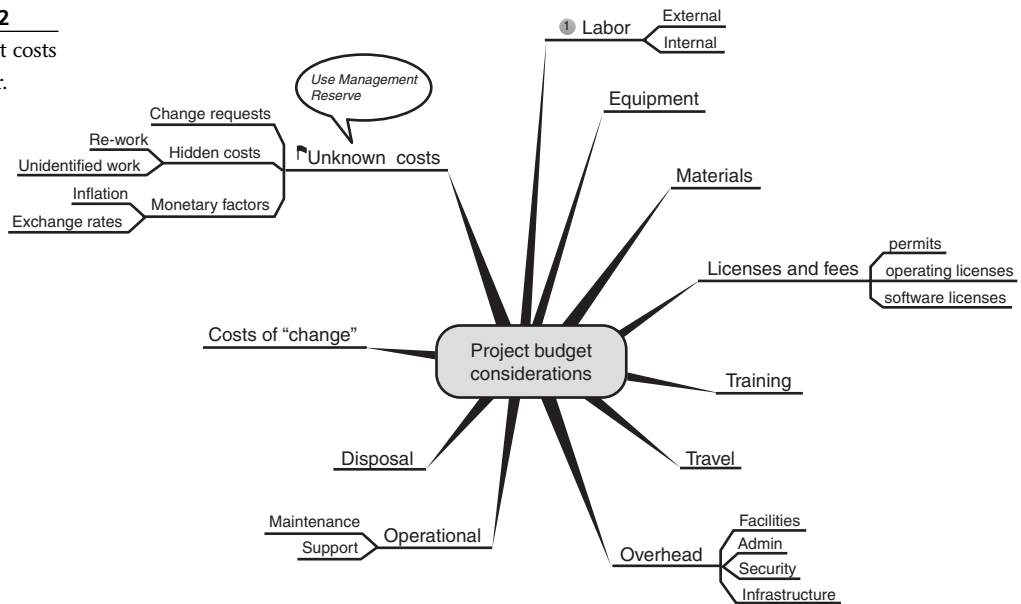 2
t costs
r.
Use Management
Reserve
Unknown costs
Change requests
Hidden costs
Re-work
Unidentified work
Monetary factors
Inflation
Exchange rates
1 Labor
External
Internal
Equipment
Materials
Licenses and fees
permits
operating licenses
software licenses
Project budget
considerations
Training
Travel
Overhead
Facilities
Admin
Security
Infrastructure
Operational
Maintenance
Support
Disposal
Costs of “change”